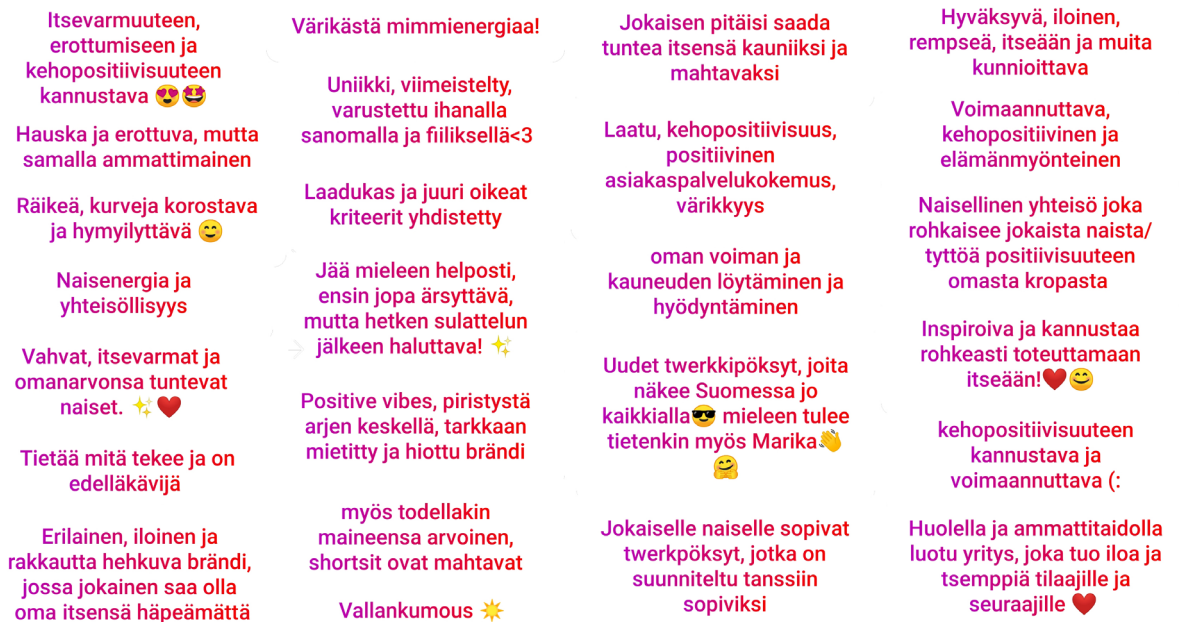 Itsevarmuuteen,
erottumiseen ja
kehopositiivisuuteen
kannustava 😍🤩
Hauska ja erottuva, mutta
samalla ammattimainen
Räikeä, kurveja korostava
ja hymyilyttävä 😊
Naisenergia ja
yhteisöllisyys
Vahvat, itsevarmat ja
omanarvonsa tuntevat
naiset. ✨❤️
Tietää mitä tekee ja on
edelläkävijä
Erilainen, iloinen ja
rakkautta hehkuva brändi,
jossa jokainen saa olla
oma itsensä häpeämättä
Värikästä mimmienergiaa!
Uniikki, viimeistelty,
varustettu ihanalla
sanomalla ja fiiliksellä<3
Laadukas ja juuri oikeat
kriteerit yhdistetty
Jää mieleen helposti,
ensin jopa ärsyttävä,
mutta hetken sulattelun
jälkeen haluttava! ✨
Positive vibes, piristystä
arjen keskellä, tarkkaan
mietitty ja hiottu brändi
myös todellakin
maineensa arvoinen,
shortsit ovat mahtavat
Vallankumous ☀️
Jokaisen pitäisi saada
tuntea itsensä kauniiksi ja
mahtavaksi
Laatu, kehopositiivisuus,
positiivinen
asiakaspalvelukokemus,
värikkyys
oman voiman ja
kauneuden löytäminen ja
hyödyntäminen
Uudet twerkkipöksyt, joita
näkee Suomessa jo
kaikkialla😎 mieleen tulee
tietenkin myös Marika👏
🤗
Jokaiselle naiselle sopivat
twerkpöksyt, jotka on
suunniteltu tanssiin
sopiviksi
Hyväksyvä, iloinen,
rempseä, itseään ja muita
kunnioittava
Voimaannuttava,
kehopositiivinen ja
elämänmyönteinen
Naisellinen yhteisö joka
rohkaisee jokaista naista/
tyttöä positiivisuuteen
omasta kropasta
Inspiroiva ja kannustaa
rohkeasti toteuttamaan
itseään!❤️😊
kehopositiivisuuteen
kannustava ja
voimaannuttava (:
Huolella ja ammattitaidolla
luotu yritys, joka tuo iloa ja
tsemppiä tilaajille ja
seuraajille ❤️